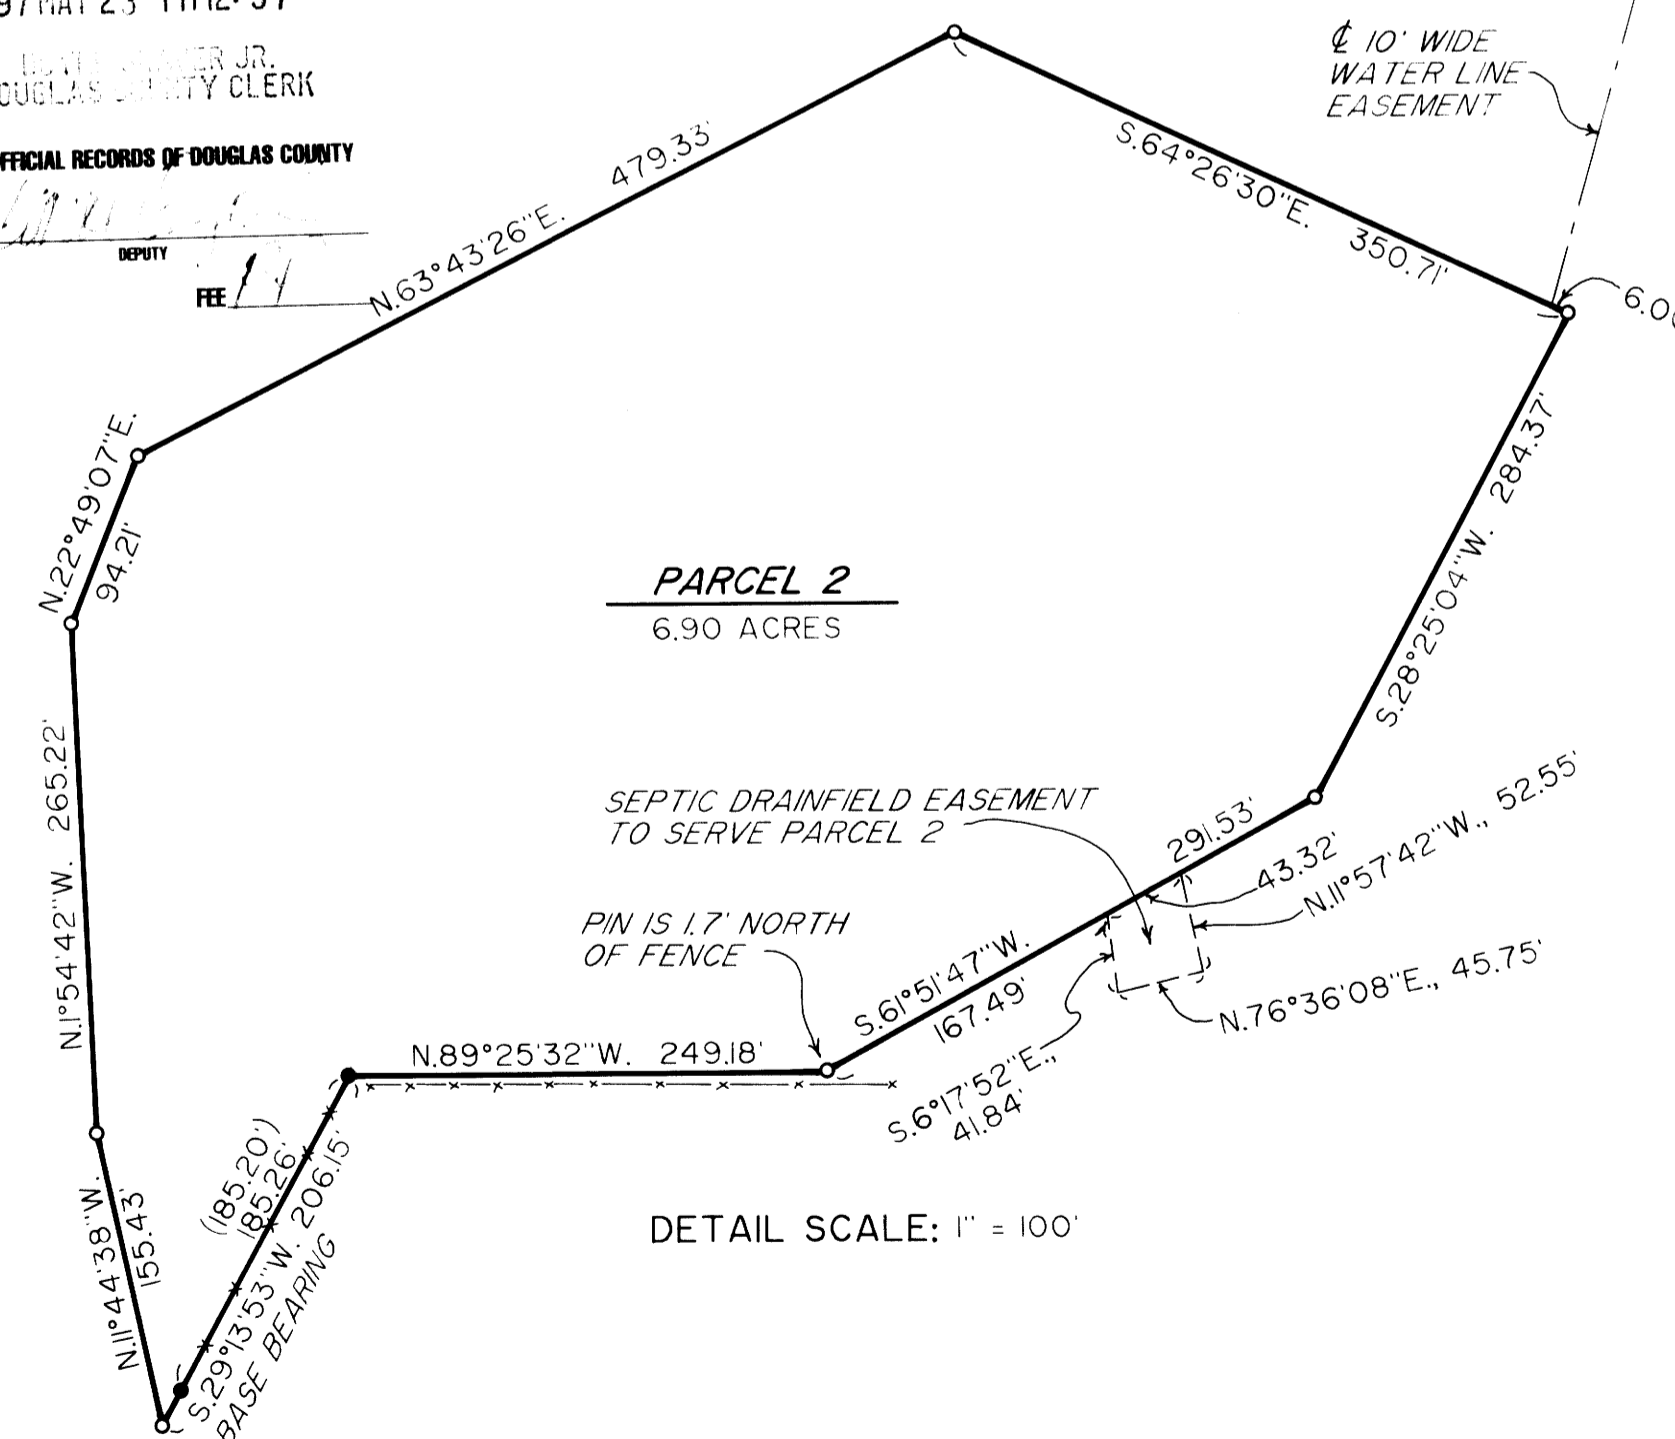 JR.
CLERK
OFFICIAL RECORDS OF DOUGLAS COUNTY
DEPUTY
FEE
₵ 10' WIDE
WATER LINE
EASEMENT
N.63°43'26"E. 479.33'
S.64°26'30"E. 350.71'
N.22°49'07"E.
94.21'
PARCEL 2
6.90 ACRES
S.28°25'04"W. 284.37'
N.1°54'42"W. 265.22'
SEPTIC DRAINFIELD EASEMENT
TO SERVE PARCEL 2
291.53'
43.32'
N.11°57'42"W., 52.55'
PIN IS 1.7' NORTH
OF FENCE
S.61°51'47"W.
167.49'
N.76°36'08"E., 45.75'
N.89°25'32"W. 249.18'
S.6°17'52"E.,
41.84'
(185.20')
185.26'
S.29°13'53"W. 206.15'
BASE BEARING
N.11°44'38"W.
155.43'
DETAIL SCALE: 1" = 100'